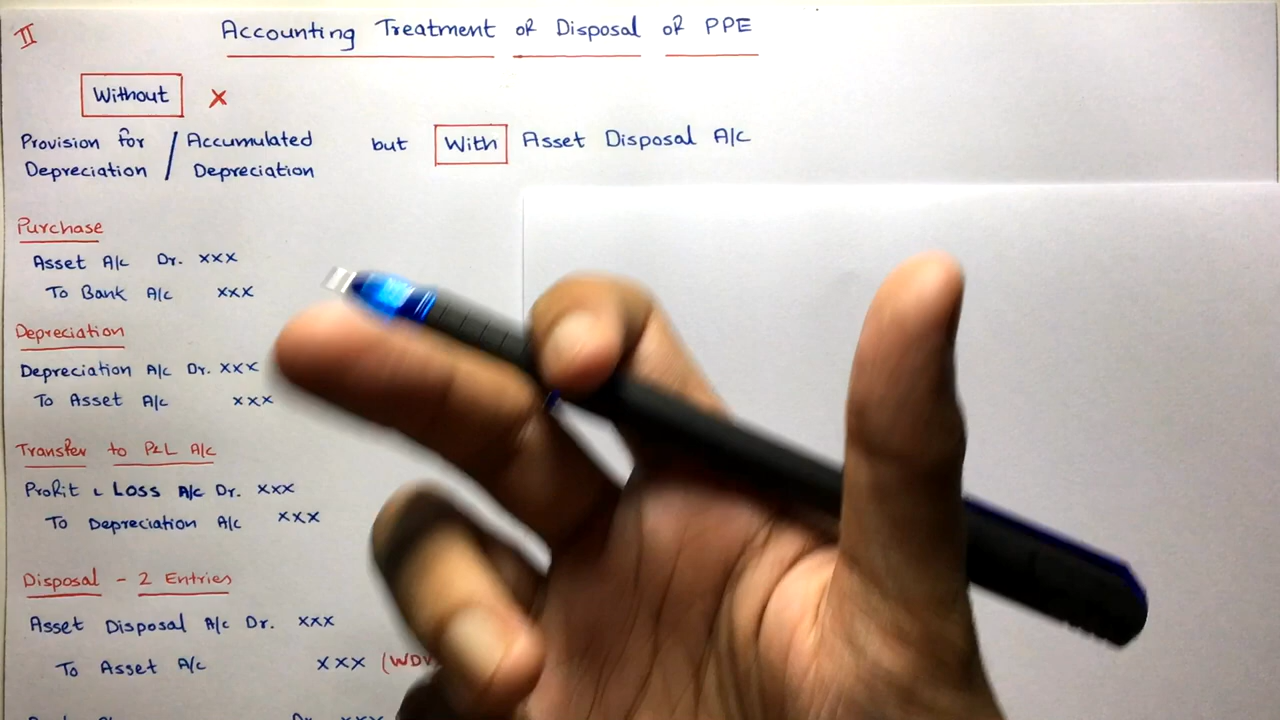 II
Accounting Treatment of Disposal of PPE
Without ×
Provision for / Accumulated but With Asset Disposal A/c
Depreciation / Depreciation
Purchase
Asset A/c Dr. xxx
To Bank A/c xxx
Depreciation
Depreciation A/c Dr. xxx
To Asset A/c xxx
Transfer to P&L A/c
Profit & Loss A/c Dr. xxx
To Depreciation A/c xxx
Disposal - 2 Entries
Asset Disposal A/c Dr. xxx
To Asset A/c xxx (WDV
Dr. xxx